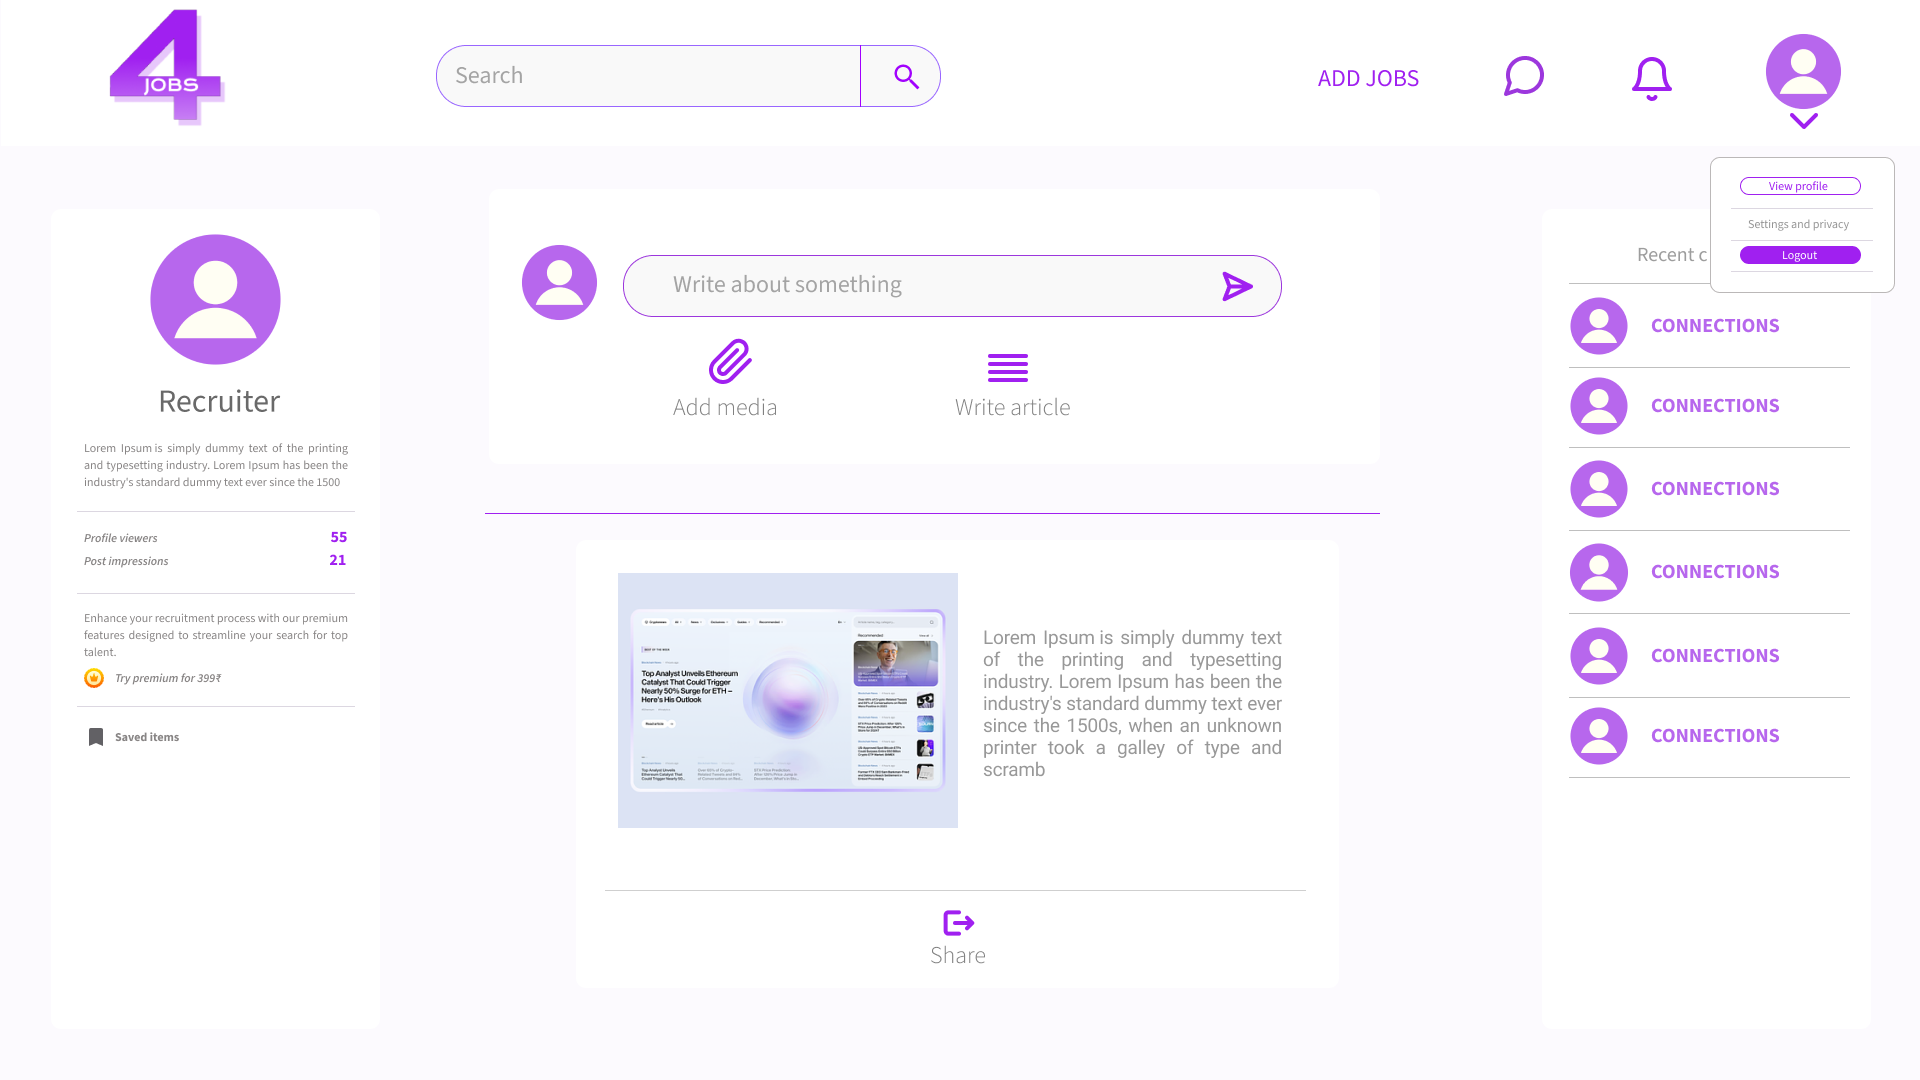 4
JOBS
Search
ADD JOBS
View profile
Settings and privacy
Logout
Recruiter
Lorem Ipsum is simply dummy text of the printing
and typesetting industry. Lorem Ipsum has been the
industry's standard dummy text ever since the 1500
Profile viewers 55
Post impressions 21
Enhance your recruitment process with our premium
features designed to streamline your search for top
talent.
Try premium for 399₹
Saved items
Write about something
Add media
Write article
Top Analyst Unveils Ethereum
Catalyst That Could Trigger
Nearly 50% Surge for ETH –
Here's His Outlook
Read article
Recommended
Lorem Ipsum is simply dummy text
of the printing and typesetting
industry. Lorem Ipsum has been the
industry's standard dummy text ever
since the 1500s, when an unknown
printer took a galley of type and
scramb
Share
Recent c
CONNECTIONS
CONNECTIONS
CONNECTIONS
CONNECTIONS
CONNECTIONS
CONNECTIONS